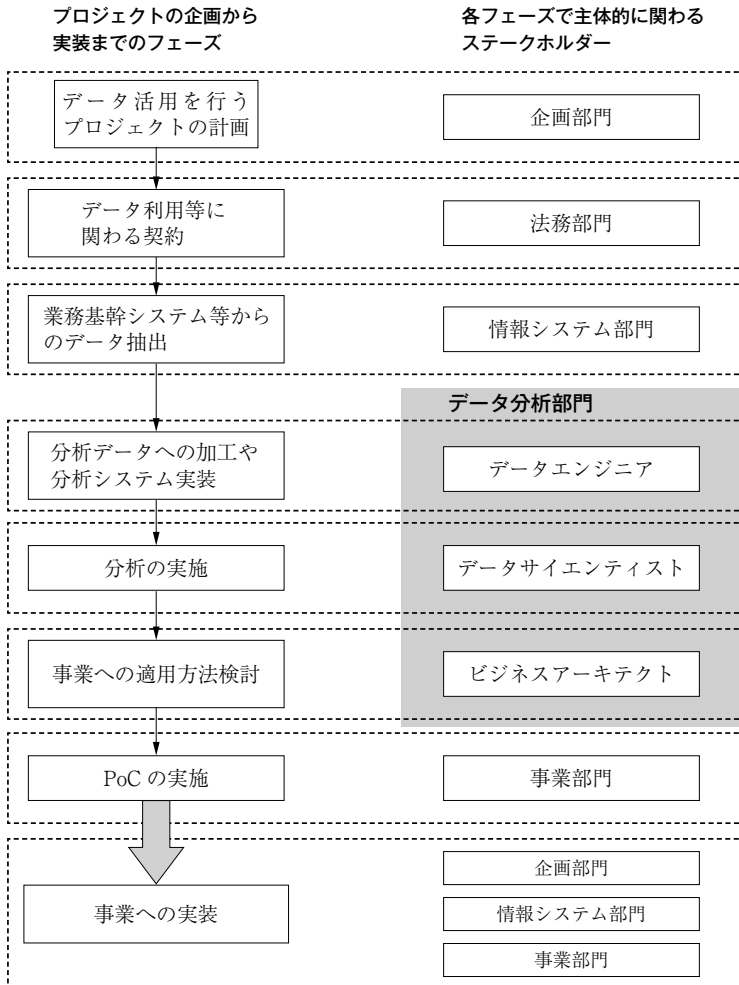 プロジェクトの企画から
実装までのフェーズ
各フェーズで主体的に関わる
ステークホルダー
データ活用を行う
プロジェクトの計画
企画部門
データ利用等に
関わる契約
法務部門
業務基幹システム等から
のデータ抽出
情報システム部門
データ分析部門
分析データへの加工や
分析システム実装
データエンジニア
分析の実施
データサイエンティスト
事業への適用方法検討
ビジネスアーキテクト
PoC の実施
事業部門
事業への実装
企画部門
情報システム部門
事業部門